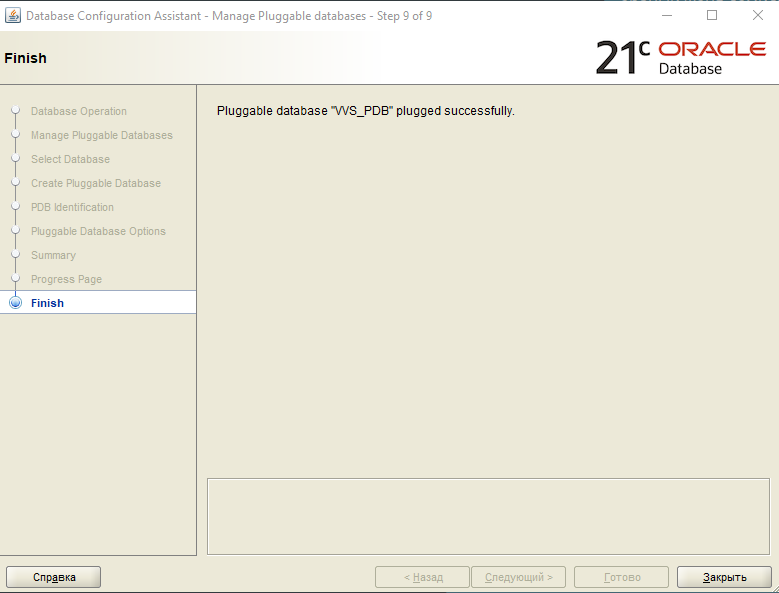 Database Configuration Assistant - Manage Pluggable databases - Step 9 of 9
Finish
21c ORACLE
Database
Database Operation
Manage Pluggable Databases
Select Database
Create Pluggable Database
PDB Identification
Pluggable Database Options
Summary
Progress Page
Finish
Pluggable database "VVS_PDB" plugged successfully.
Справка
< Назад
Следующий >
Готово
Закрыть